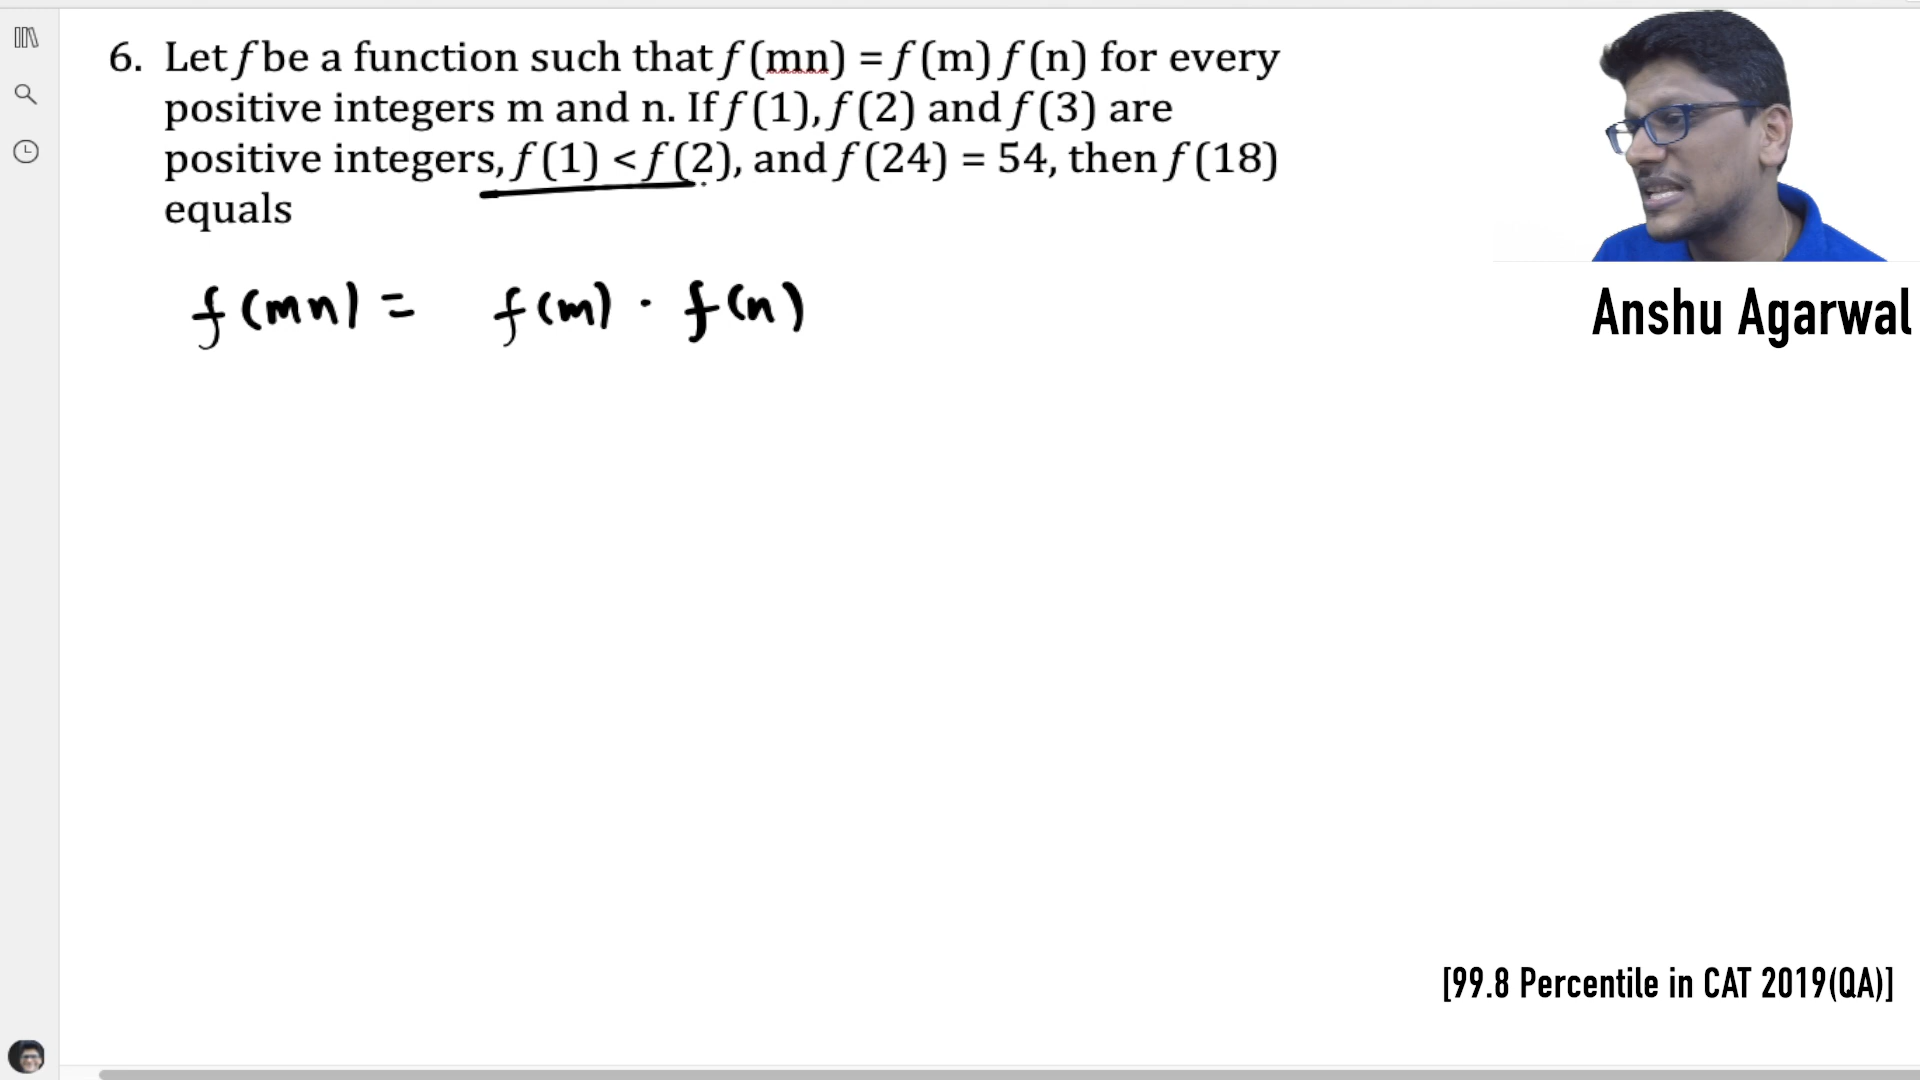 6. Let f be a function such that f (mn) = f (m) f (n) for every
positive integers m and n. If f (1), f (2) and f (3) are
positive integers, f (1) < f (2), and f (24) = 54, then f (18)
equals
f(mn) = f(m) · f(n)
Anshu Agarwal
[99.8 Percentile in CAT 2019(QA)]